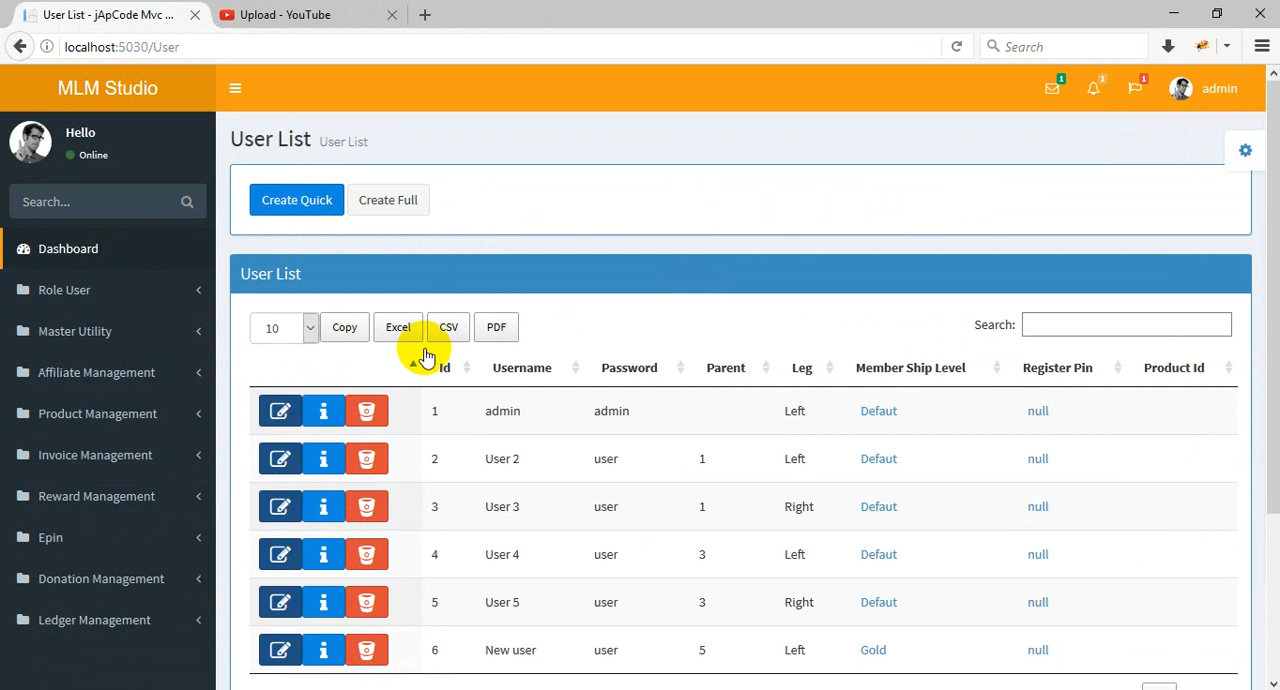 User List - jApCode Mvc ...
Upload - YouTube
localhost:5030/User
Search
MLM Studio
1
1
1
admin
Hello
Online
Search...
Dashboard
Role User
Master Utility
Affiliate Management
Product Management
Invoice Management
Reward Management
Epin
Donation Management
Ledger Management
User List User List
Create Quick Create Full
User List
10 Copy Excel CSV PDF Search:
Id Username Password Parent Leg Member Ship Level Register Pin Product Id
1 admin admin Left Defaut null
2 User 2 user 1 Left Defaut null
3 User 3 user 1 Right Defaut null
4 User 4 user 3 Left Defaut null
5 User 5 user 3 Right Defaut null
6 New user user 5 Left Gold null